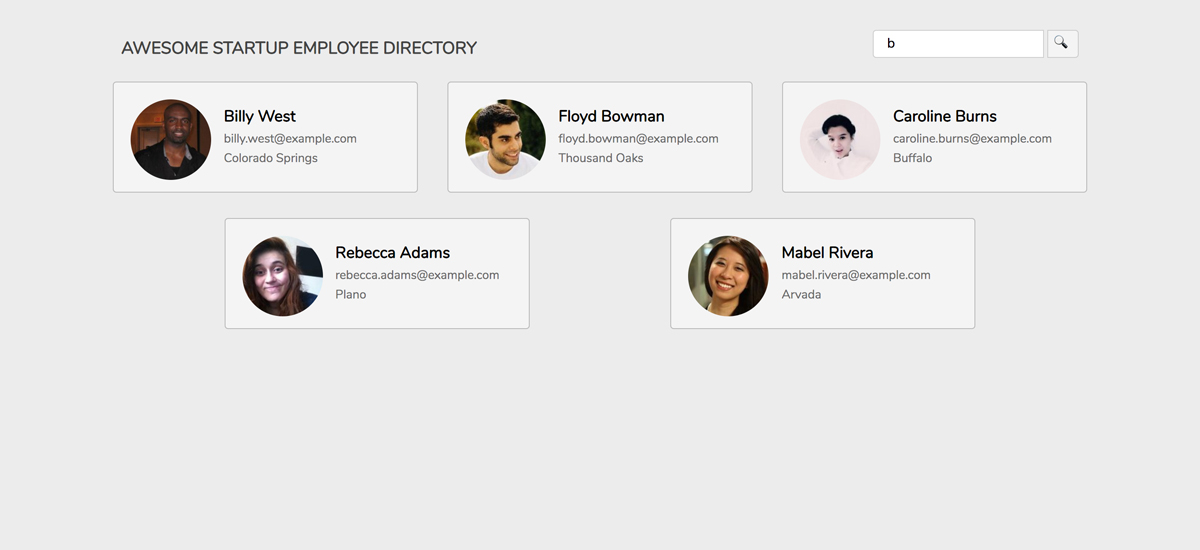 AWESOME STARTUP EMPLOYEE DIRECTORY
b
Billy West
billy.west@example.com
Colorado Springs
Floyd Bowman
floyd.bowman@example.com
Thousand Oaks
Caroline Burns
caroline.burns@example.com
Buffalo
Rebecca Adams
rebecca.adams@example.com
Plano
Mabel Rivera
mabel.rivera@example.com
Arvada